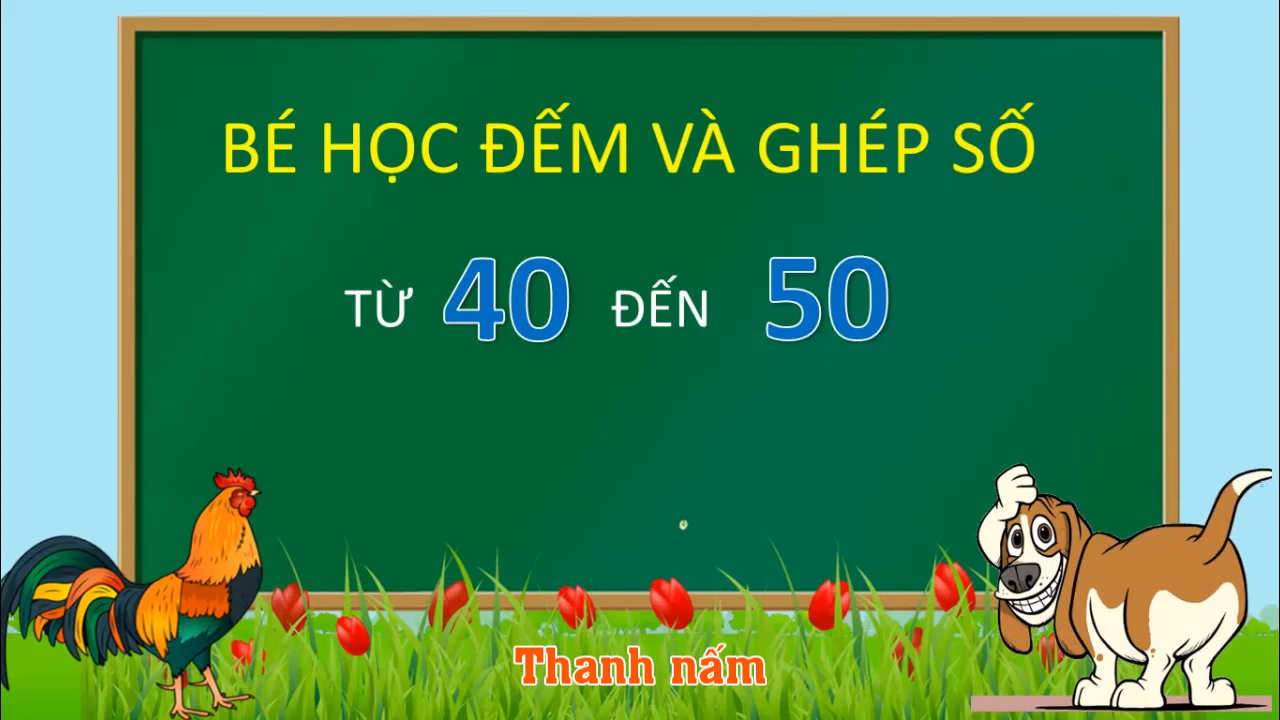 BÉ HỌC ĐẾM VÀ GHÉP SỐ
TỪ 40 ĐẾN 50
Thanh nấm